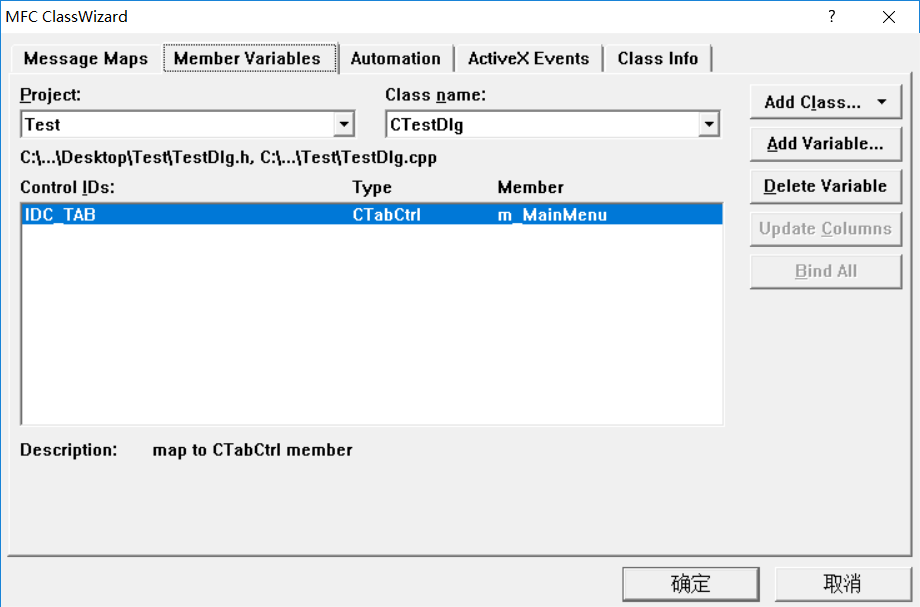 MFC ClassWizard ?
Message Maps Member Variables Automation ActiveX Events Class Info
Project: Class name:
Test CTestDlg
C:\...\Desktop\Test\TestDlg.h, C:\...\Test\TestDlg.cpp
Control IDs: Type Member
IDC_TAB CTabCtrl m_MainMenu
Add Class...
Add Variable...
Delete Variable
Update Columns
Bind All
Description: map to CTabCtrl member
确定 取消